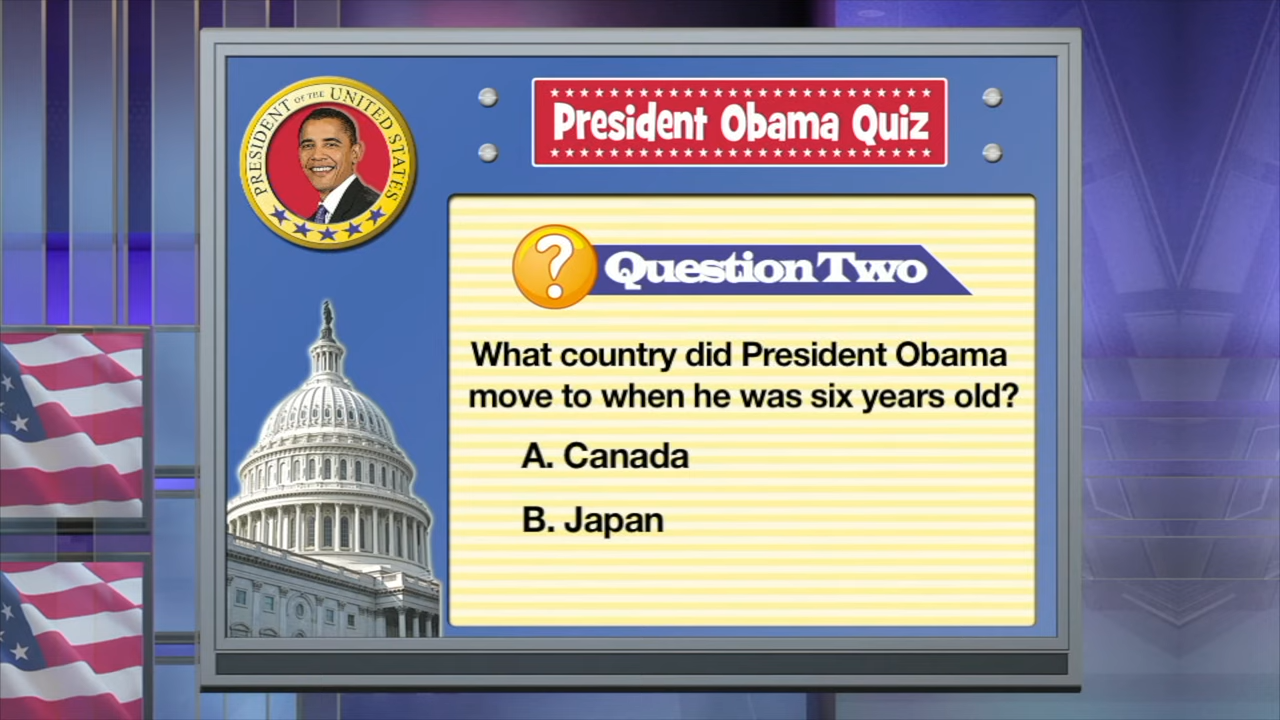 PRESIDENT OF THE UNITED STATES
President Obama Quiz
?
Question Two
What country did President Obama
move to when he was six years old?
A. Canada
B. Japan